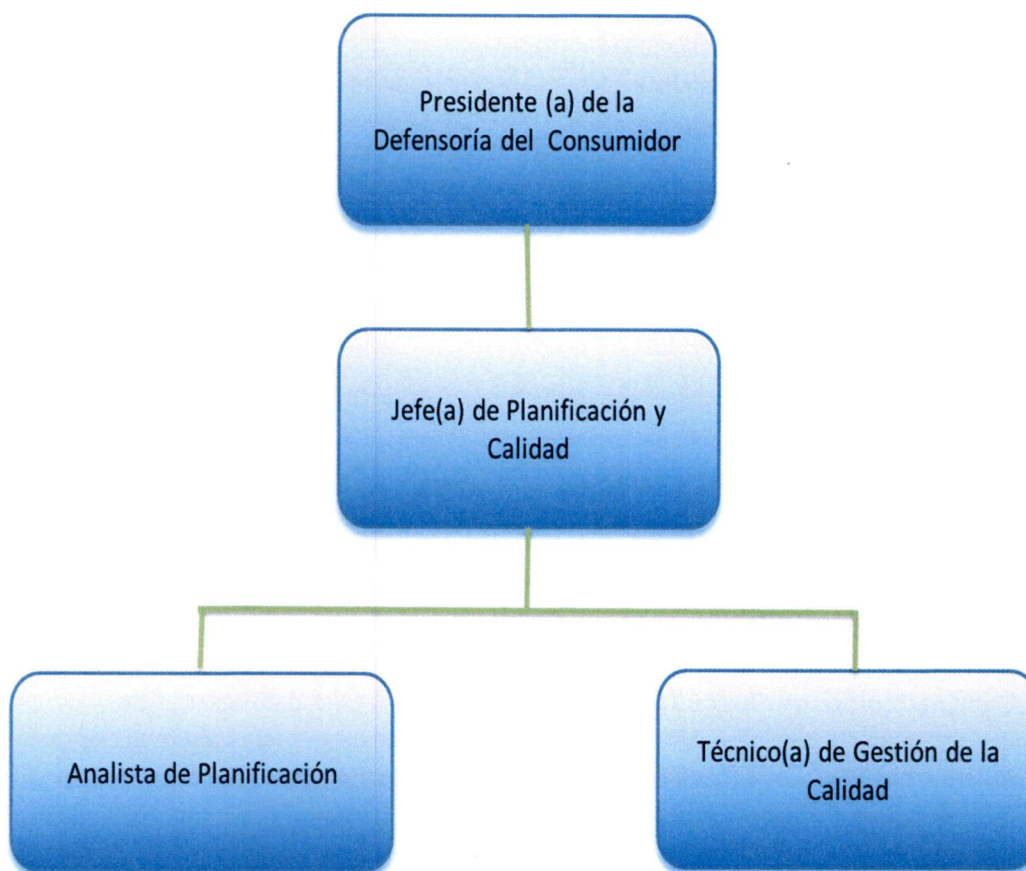 Presidente (a) de la
Defensoría del Consumidor
Jefe(a) de Planificación y
Calidad
Analista de Planificación
Técnico(a) de Gestión de la
Calidad